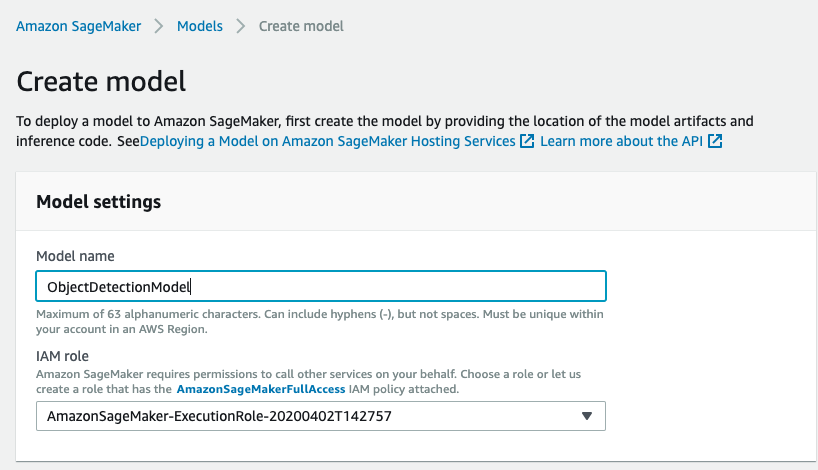 Amazon SageMaker > Models > Create model
Create model
To deploy a model to Amazon SageMaker, first create the model by providing the location of the model artifacts and
inference code. SeeDeploying a Model on Amazon SageMaker Hosting Services Learn more about the API
Model settings
Model name
ObjectDetectionModel
Maximum of 63 alphanumeric characters. Can include hyphens (-), but not spaces. Must be unique within
your account in an AWS Region.
IAM role
Amazon SageMaker requires permissions to call other services on your behalf. Choose a role or let us
create a role that has the AmazonSageMakerFullAccess IAM policy attached.
AmazonSageMaker-ExecutionRole-20200402T142757